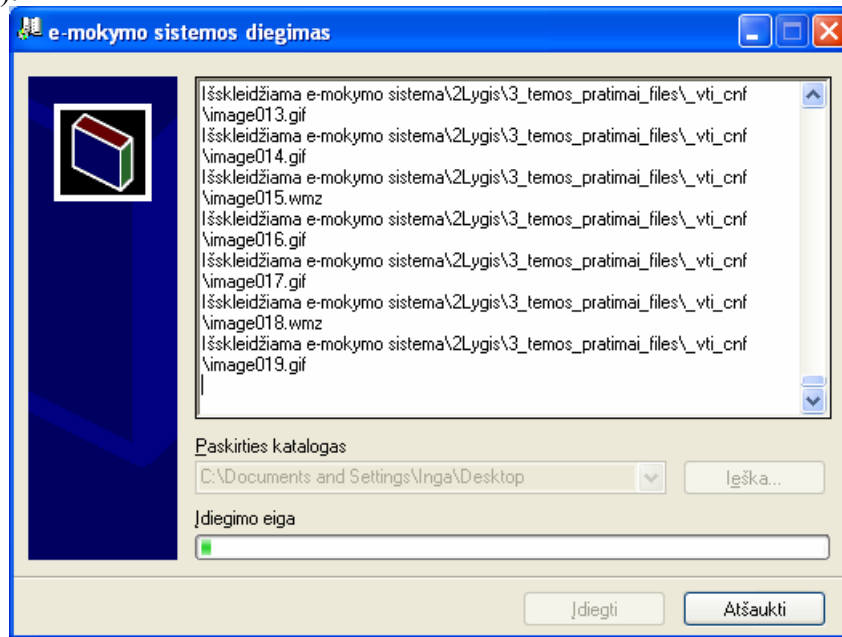 ).
e-mokymo sistemos diegimas
Išskleidžiama e-mokymo sistema\2Lygis\3_temos_pratimai_files\_vti_cnf
\image013.gif
Išskleidžiama e-mokymo sistema\2Lygis\3_temos_pratimai_files\_vti_cnf
\image014.gif
Išskleidžiama e-mokymo sistema\2Lygis\3_temos_pratimai_files\_vti_cnf
\image015.wmz
Išskleidžiama e-mokymo sistema\2Lygis\3_temos_pratimai_files\_vti_cnf
\image016.gif
Išskleidžiama e-mokymo sistema\2Lygis\3_temos_pratimai_files\_vti_cnf
\image017.gif
Išskleidžiama e-mokymo sistema\2Lygis\3_temos_pratimai_files\_vti_cnf
\image018.wmz
Išskleidžiama e-mokymo sistema\2Lygis\3_temos_pratimai_files\_vti_cnf
\image019.gif
Paskirties katalogas
C:\Documents and Settings\Inga\Desktop
Ieška...
Įdiegimo eiga
Įdiegti
Atšaukti